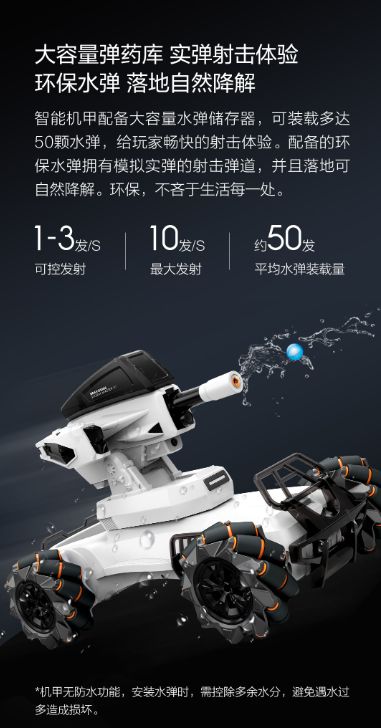 大容量弹药库 实弹射击体验
环保水弹 落地自然降解
智能机甲配备大容量水弹储存器，可装载多达
50颗水弹，给玩家畅快的射击体验。配备的环
保水弹拥有模拟实弹的射击弹道，并且落地可
自然降解。环保，不吝于生活每一处。
1-3发/S 10发/S 约50发
可控发射 最大发射 平均水弹装载量
*机甲无防水功能，安装水弹时，需控除多余水分，避免遇水过
多造成损坏。